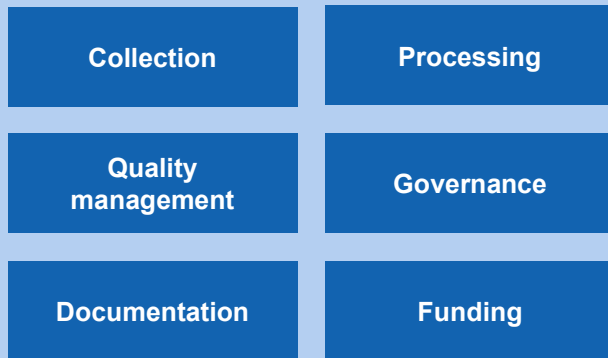 Collection
Processing
Quality
management
Governance
Documentation
Funding